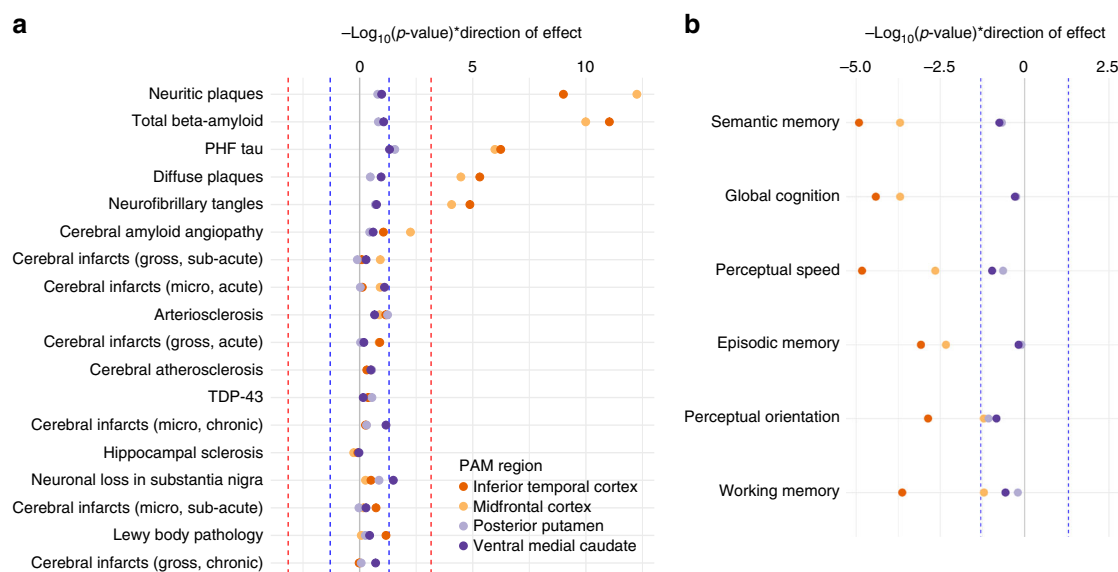 a
–Log10(p-value)*direction of effect
0
5
10
Neuritic plaques
Total beta-amyloid
PHF tau
Diffuse plaques
Neurofibrillary tangles
Cerebral amyloid angiopathy
Cerebral infarcts (gross, sub-acute)
Cerebral infarcts (micro, acute)
Arteriosclerosis
Cerebral infarcts (gross, acute)
Cerebral atherosclerosis
TDP-43
Cerebral infarcts (micro, chronic)
Hippocampal sclerosis
Neuronal loss in substantia nigra
Cerebral infarcts (micro, sub-acute)
Lewy body pathology
Cerebral infarcts (gross, chronic)
PAM region
Inferior temporal cortex
Midfrontal cortex
Posterior putamen
Ventral medial caudate
b
–Log10(p-value)*direction of effect
–5.0
–2.5
0
2.5
Semantic memory
Global cognition
Perceptual speed
Episodic memory
Perceptual orientation
Working memory